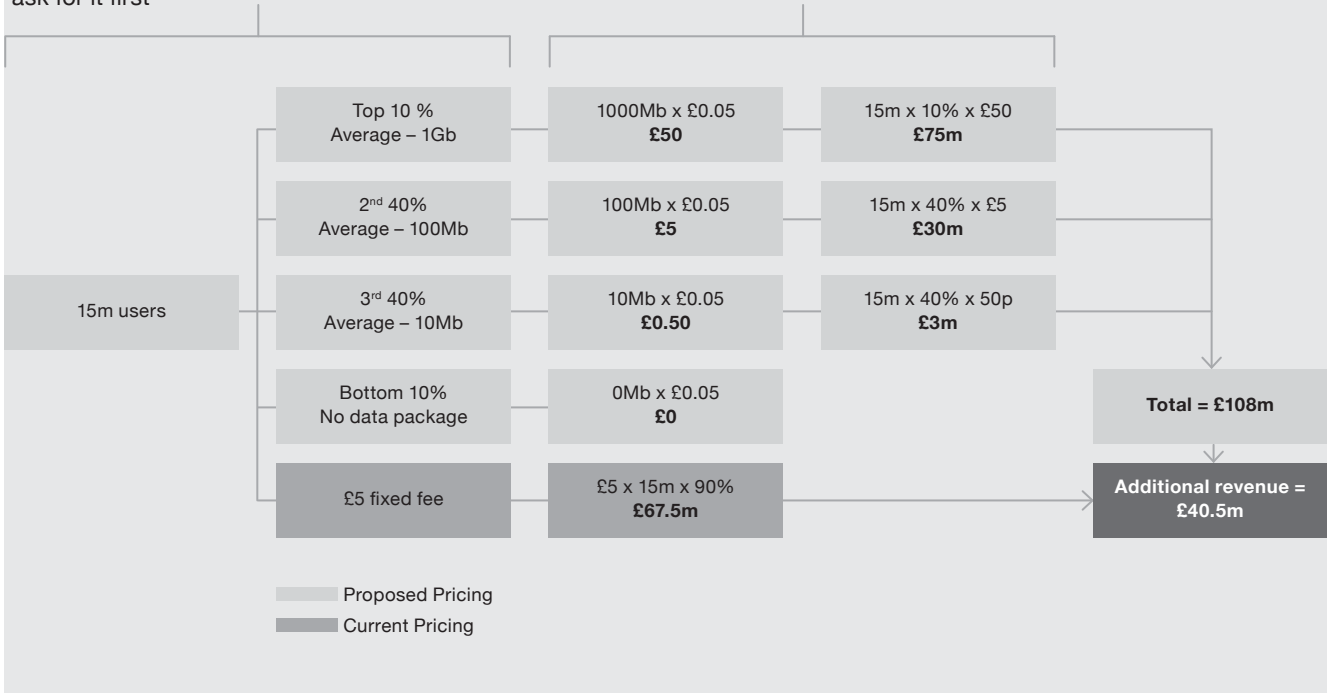 ask for it first
Top 10 %
Average – 1Gb
1000Mb x £0.05
£50
15m x 10% x £50
£75m
2nd 40%
Average – 100Mb
100Mb x £0.05
£5
15m x 40% x £5
£30m
15m users
3rd 40%
Average – 10Mb
10Mb x £0.05
£0.50
15m x 40% x 50p
£3m
Bottom 10%
No data package
0Mb x £0.05
£0
Total = £108m
£5 fixed fee
£5 x 15m x 90%
£67.5m
Additional revenue =
£40.5m
Proposed Pricing
Current Pricing